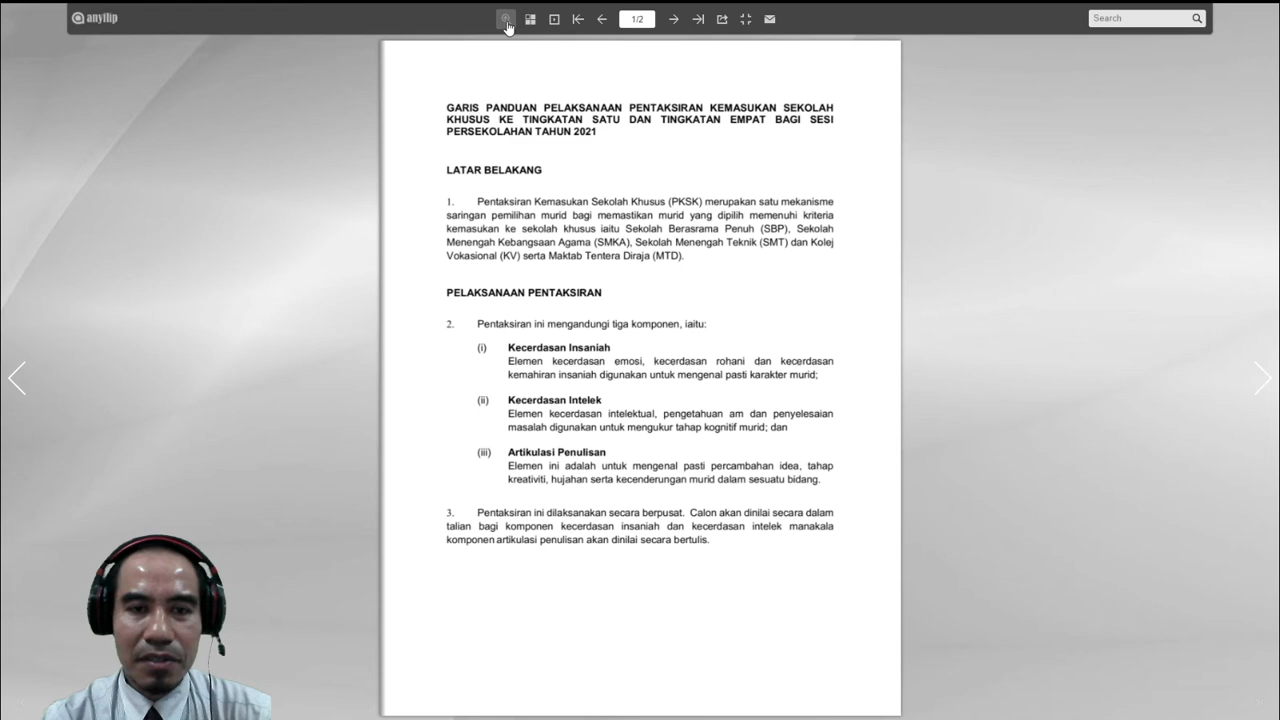 anyflip
1/2
Search
GARIS PANDUAN PELAKSANAAN PENTAKSIRAN KEMASUKAN SEKOLAH
KHUSUS KE TINGKATAN SATU DAN TINGKATAN EMPAT BAGI SESI
PERSEKOLAHAN TAHUN 2021
LATAR BELAKANG
1. Pentaksiran Kemasukan Sekolah Khusus (PKSK) merupakan satu mekanisme
saringan pemilihan murid bagi memastikan murid yang dipilih memenuhi kriteria
kemasukan ke sekolah khusus iaitu Sekolah Berasrama Penuh (SBP), Sekolah
Menengah Kebangsaan Agama (SMKA), Sekolah Menengah Teknik (SMT) dan Kolej
Vokasional (KV) serta Maktab Tentera Diraja (MTD).
PELAKSANAAN PENTAKSIRAN
2. Pentaksiran ini mengandungi tiga komponen, iaitu:
(i) Kecerdasan Insaniah
Elemen kecerdasan emosi, kecerdasan rohani dan kecerdasan
kemahiran insaniah digunakan untuk mengenal pasti karakter murid;
(ii) Kecerdasan Intelek
Elemen kecerdasan intelektual, pengetahuan am dan penyelesaian
masalah digunakan untuk mengukur tahap kognitif murid; dan
(iii) Artikulasi Penulisan
Elemen ini adalah untuk mengenal pasti percambahan idea, tahap
kreativiti, hujahan serta kecenderungan murid dalam sesuatu bidang.
3. Pentaksiran ini dilaksanakan secara berpusat. Calon akan dinilai secara dalam
talian bagi komponen kecerdasan insaniah dan kecerdasan intelek manakala
komponen artikulasi penulisan akan dinilai secara bertulis.